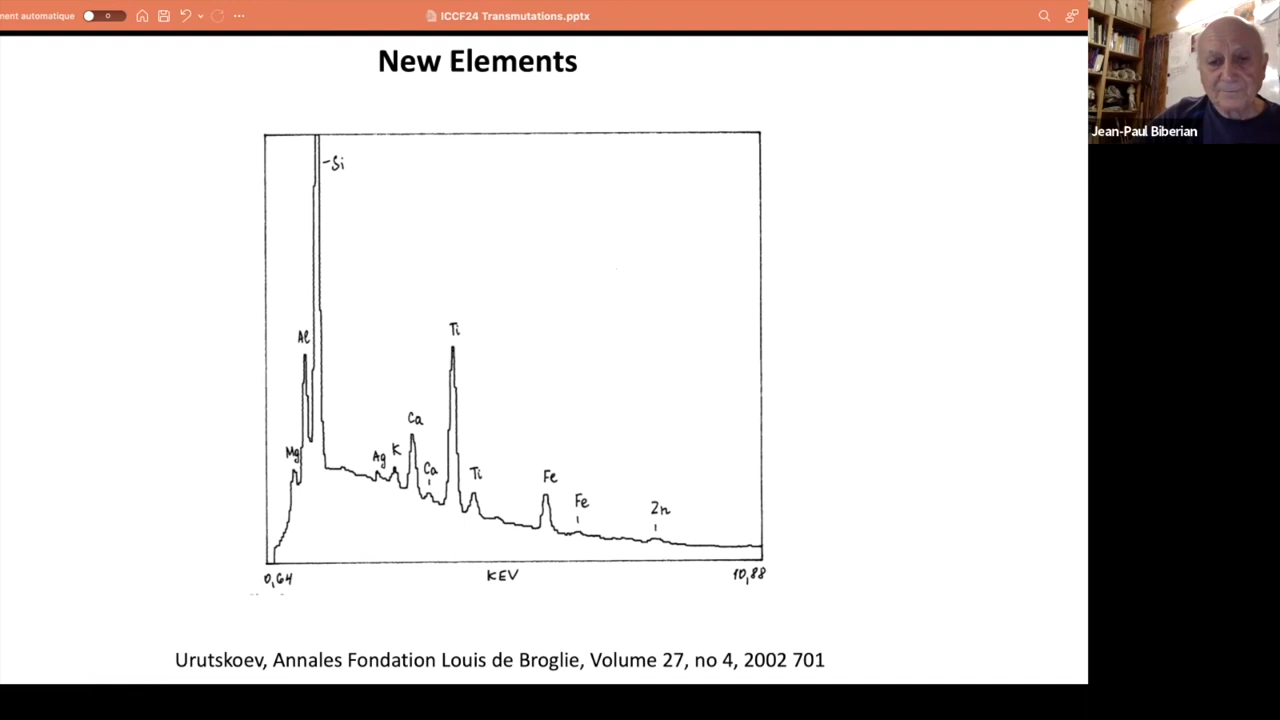 ment automatique
ICCF24 Transmutations.pptx
New Elements
Jean-Paul Biberian
Si
Ti
Al
Ca
Mg
Ag
K
Ca
Ti
Fe
Fe
Zn
0,64
KEV
10,88
Urutskoev, Annales Fondation Louis de Broglie, Volume 27, no 4, 2002 701